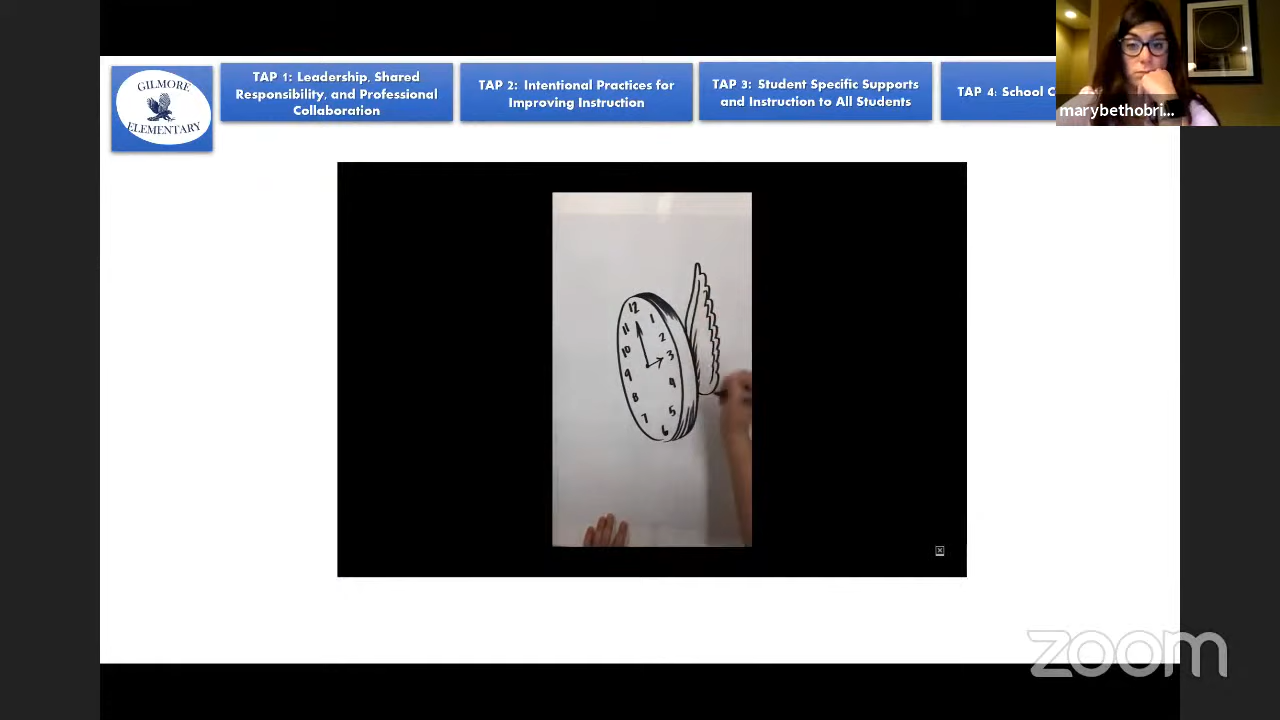 GILMORE
ELEMENTARY
TAP 1: Leadership, Shared
Responsibility, and Professional
Collaboration
TAP 2: Intentional Practices for
Improving Instruction
TAP 3: Student Specific Supports
and Instruction to All Students
TAP 4: School C
marybethobri...
12
1
2
3
4
5
6
7
8
9
10
11
zoom